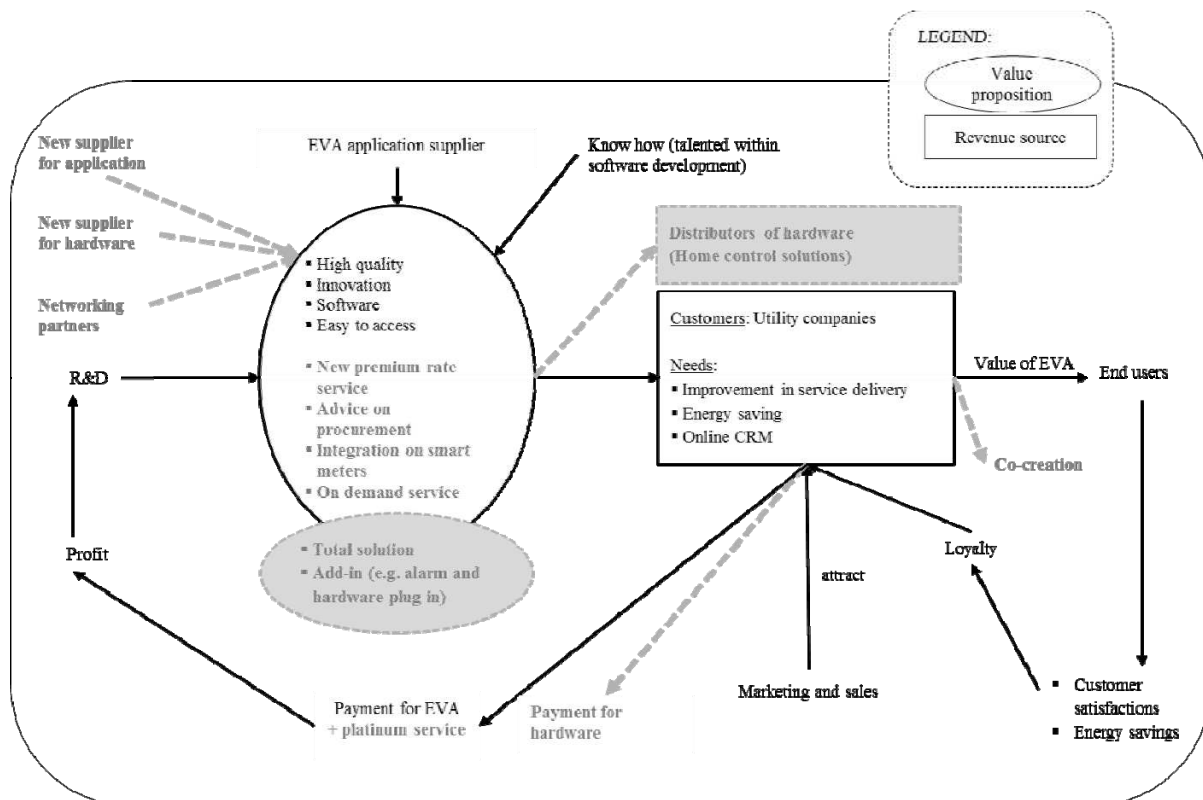 LEGEND:
Value
proposition
Revenue source
New supplier
for application
EVA application supplier
Know how (talented within
software development)
New supplier
for hardware
Networking
partners
▪ High quality
▪ Innovation
▪ Software
▪ Easy to access
▪ New premium rate
service
▪ Advice on
procurement
▪ Integration on smart
meters
▪ On demand service
▪ Total solution
▪ Add-in (e.g. alarm and
hardware plug in)
Distributors of hardware
(Home control solutions)
Customers: Utility companies
Needs:
▪ Improvement in service delivery
▪ Energy saving
▪ Online CRM
R&D
Value of EVA
End users
Co-creation
Profit
Loyalty
attract
Payment for EVA
+ platinum service
Payment for
hardware
Marketing and sales
▪ Customer
satisfactions
▪ Energy savings